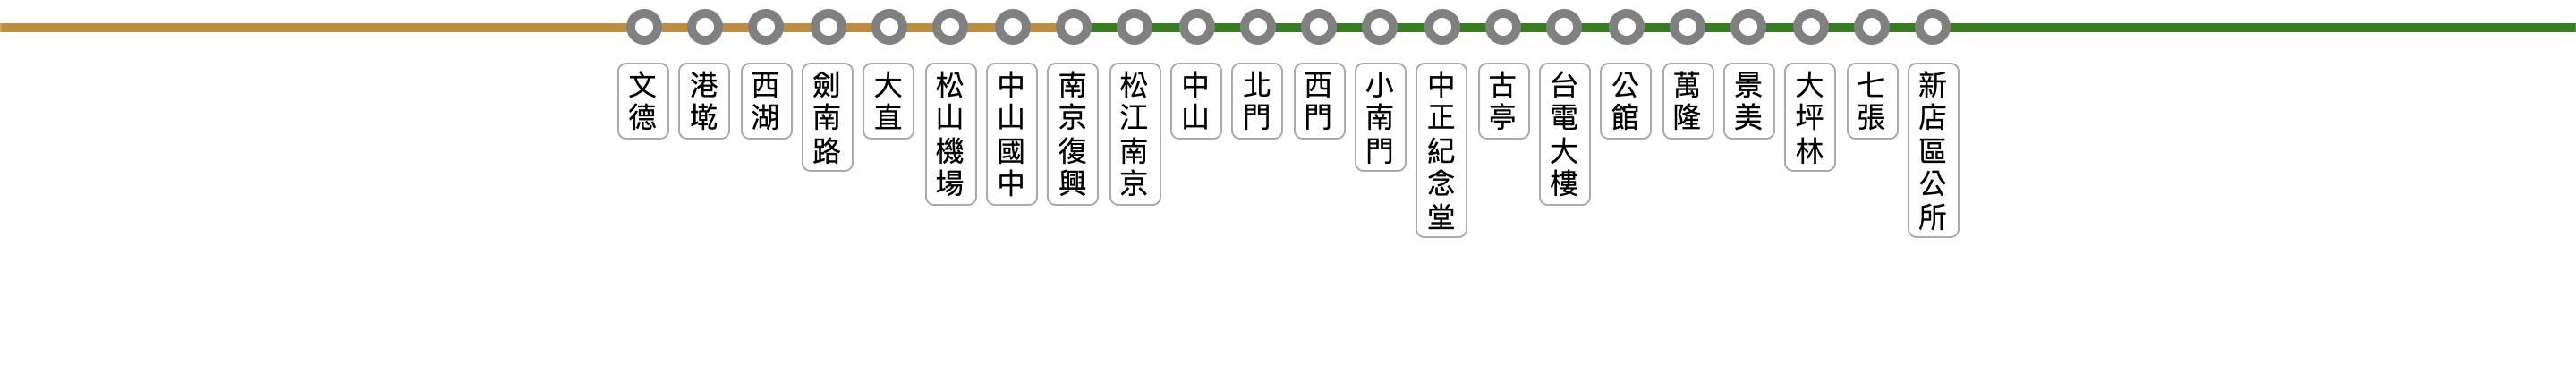 文德
港墘
西湖
劍南路
大直
松山機場
中山國中
南京復興
松江南京
中山
北門
西門
小南門
中正紀念堂
古亭
台電大樓
公館
萬隆
景美
大坪林
七張
新店區公所